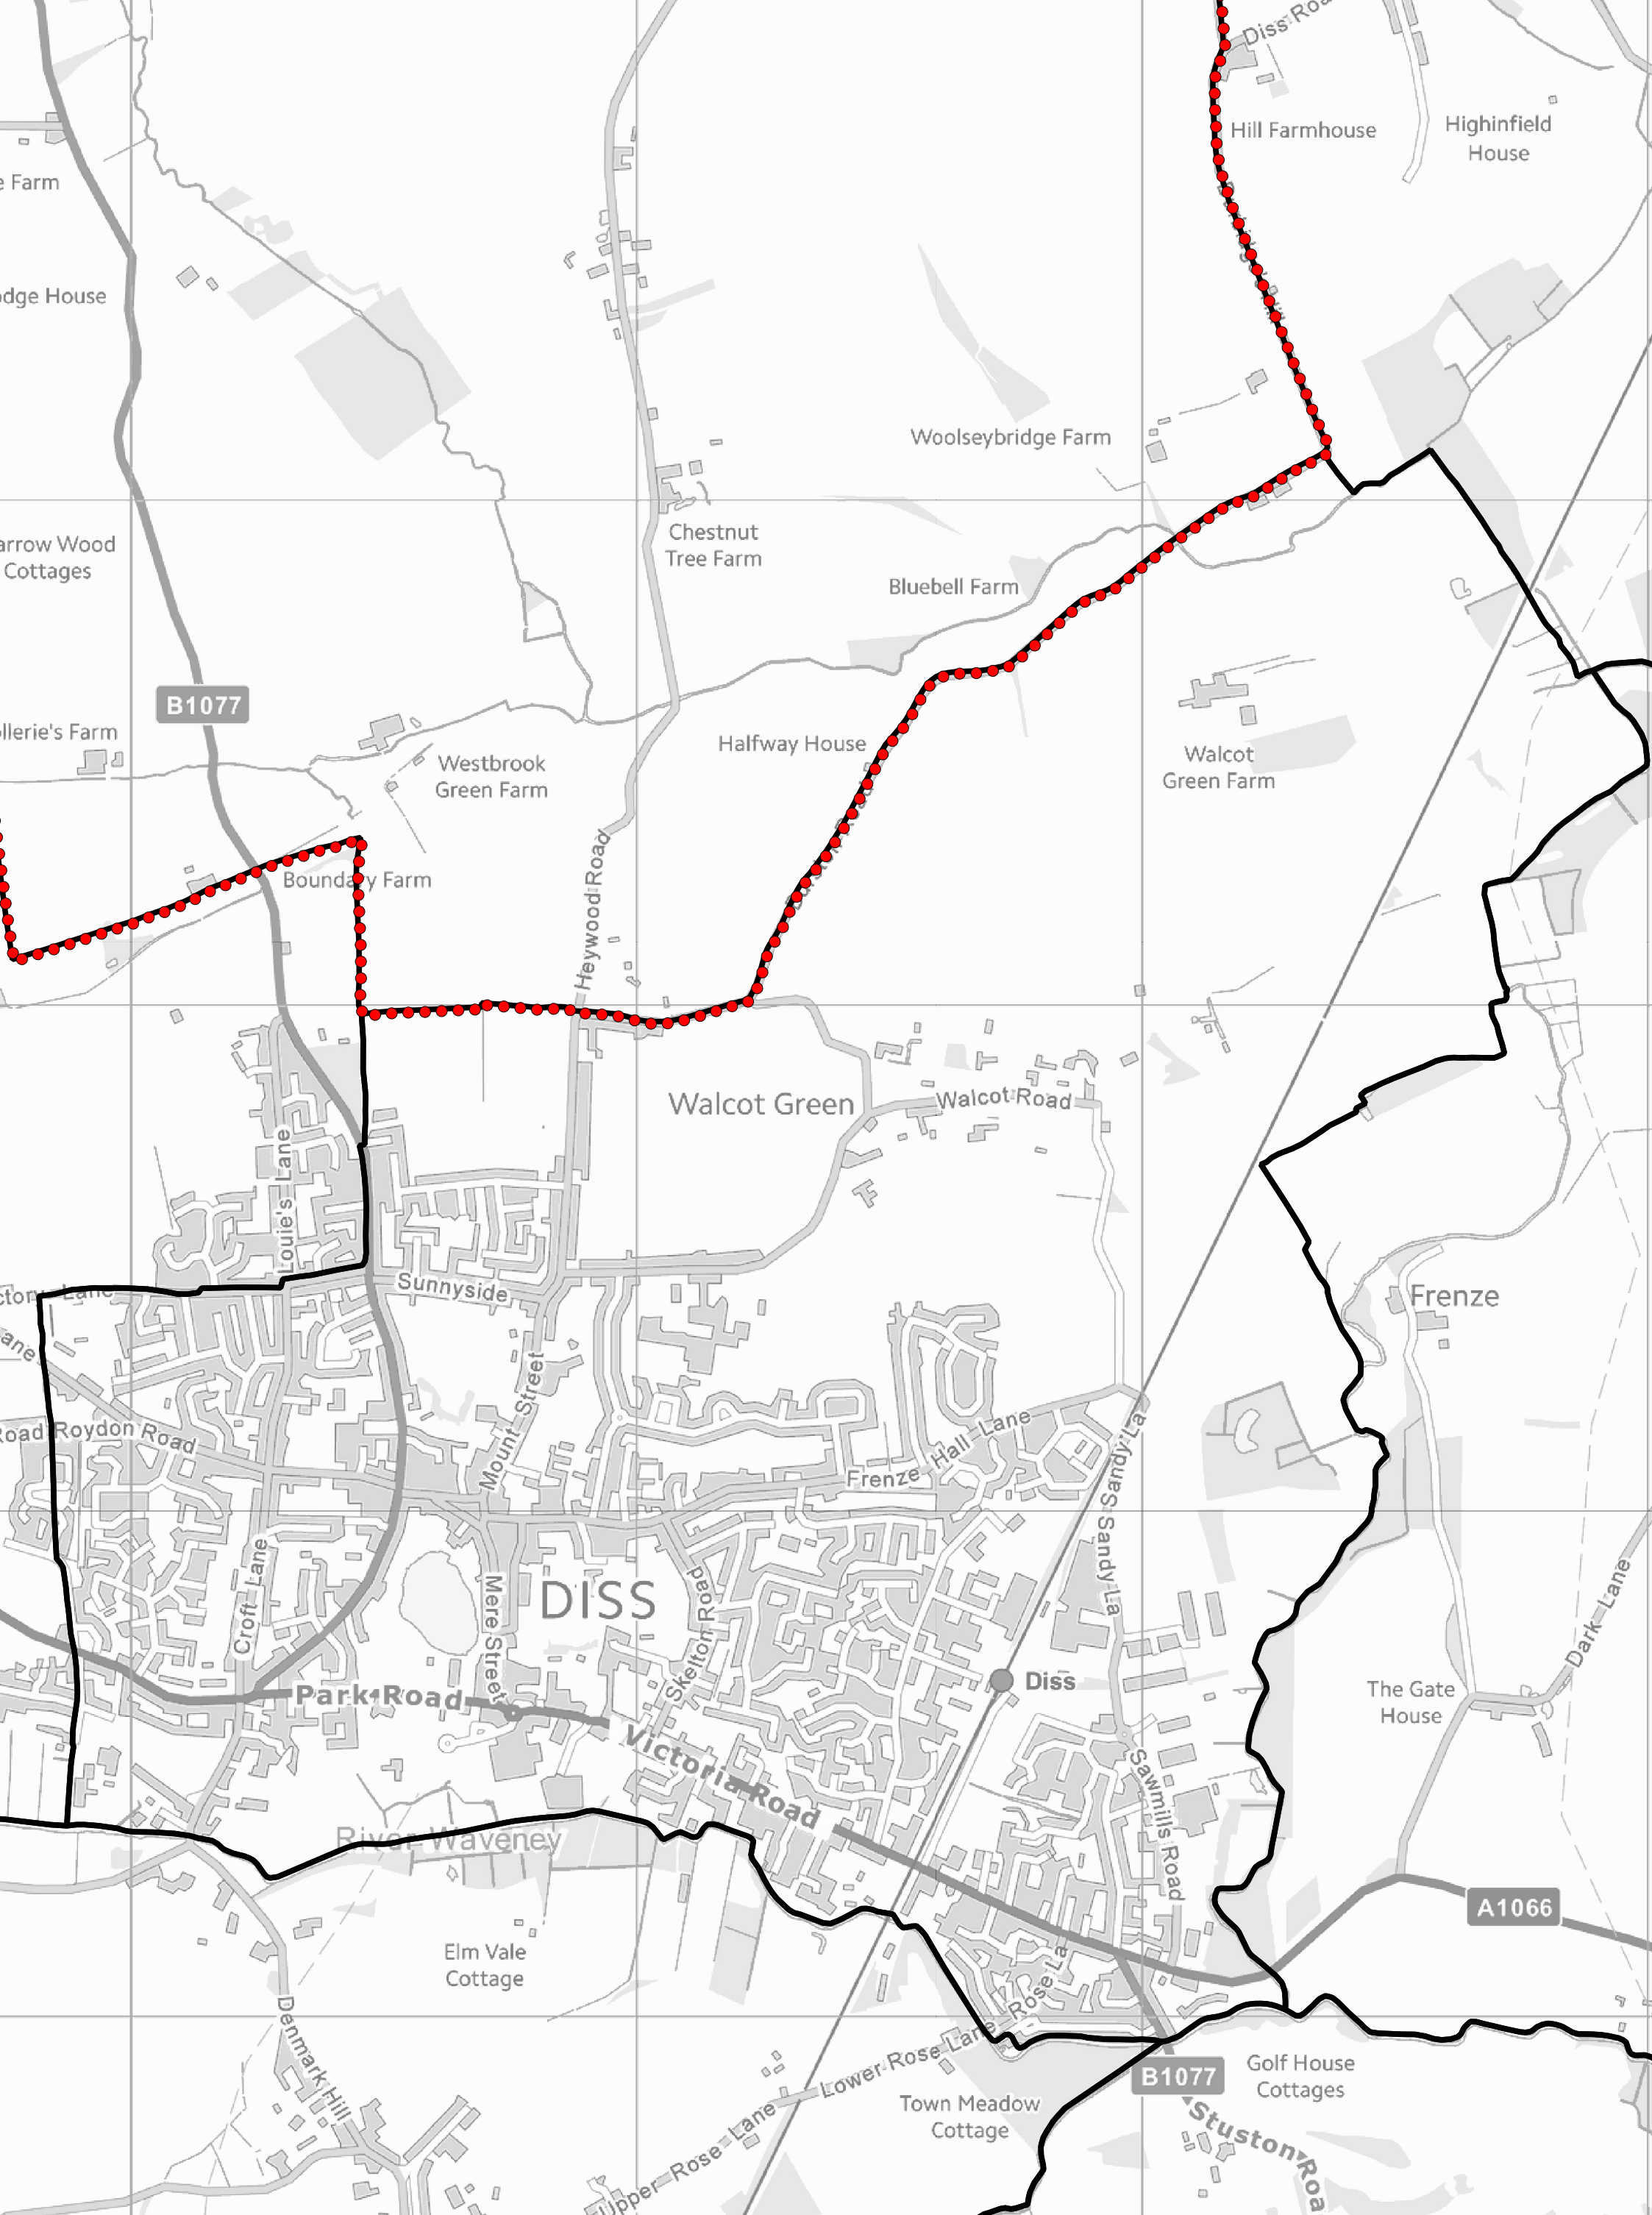 Diss Roa
Hill Farmhouse
Highinfield
House
e Farm
dge House
Woolseybridge Farm
Chestnut
Tree Farm
arrow Wood
Cottages
Bluebell Farm
B1077
llerie's Farm
Westbrook
Green Farm
Halfway House
Walcot
Green Farm
Boundary Farm
Heywood Road
Walcot Green
Walcot Road
Louie's Lane
Sunnyside
ctory Lane
ane
Frenze
Mount Street
Road Roydon Road
Frenze Hall Lane
Sandy La
Sandy La
Croft Lane
Mere Street
DISS
Skelton Road
Dark Lane
Diss
Park Road
The Gate
House
Victoria Road
Sawmills Road
River Waveney
A1066
Elm Vale
Cottage
Rose La
Denmark Hill
Lower Rose Lane
B1077
Golf House
Cottages
Town Meadow
Cottage
Upper Rose Lane
Stuston Roa